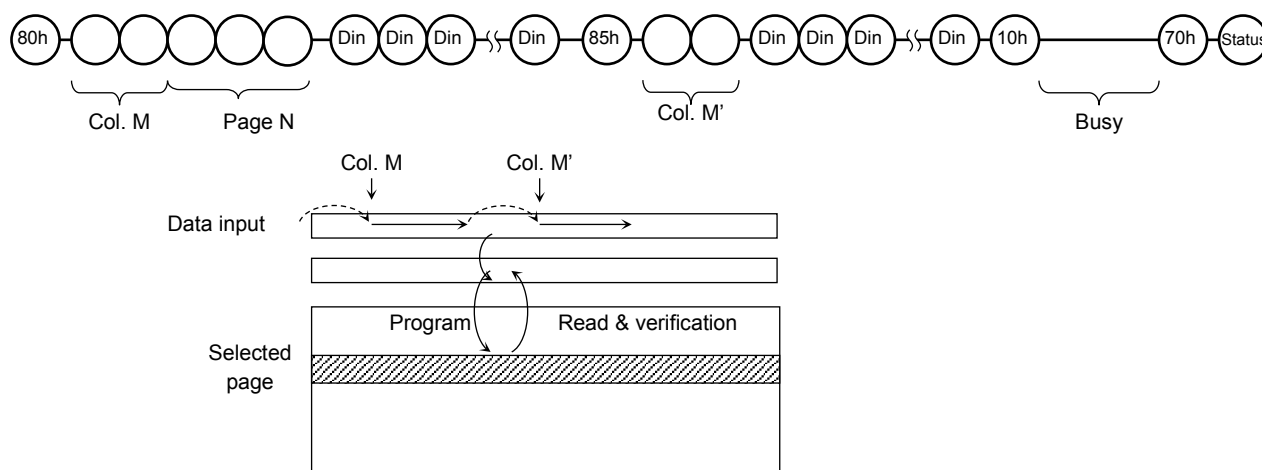 80h Din Din Din Din 85h Din Din Din Din 10h 70h Status
Col. M Page N Col. M’ Busy
Col. M Col. M’
Data input
Program Read & verification
Selected
page